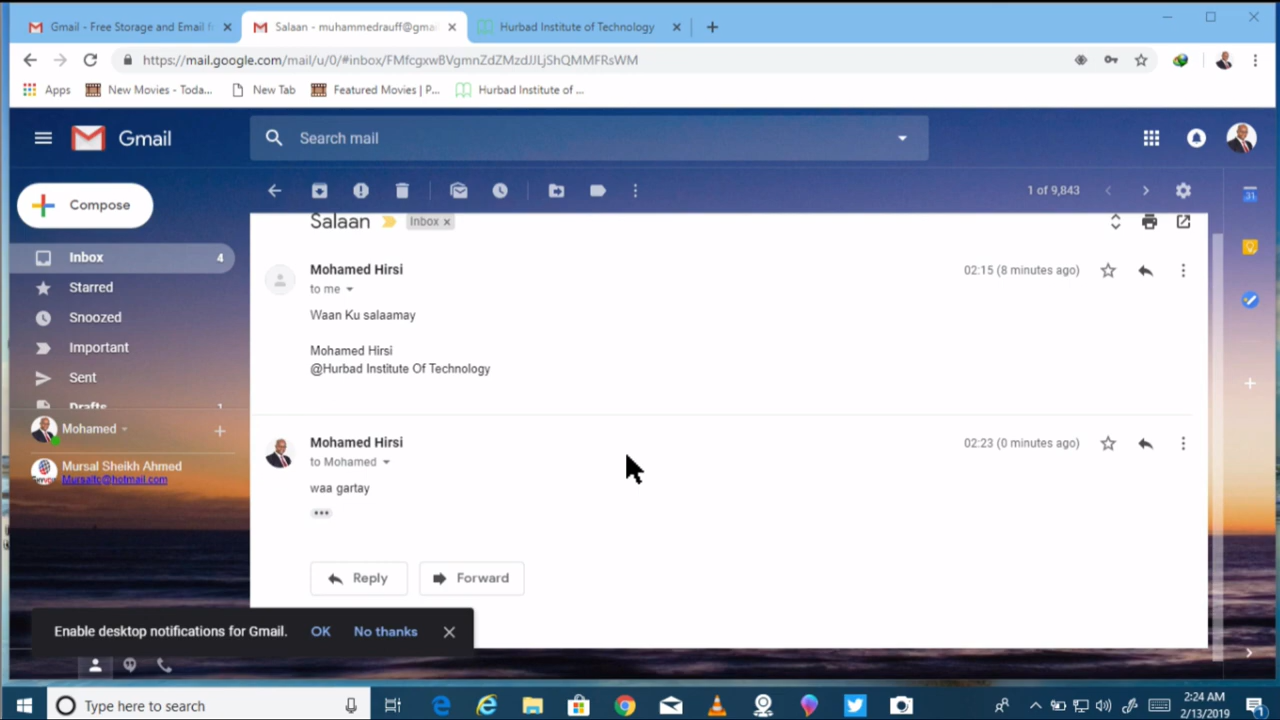 Gmail - Free Storage and Email f
Salaan - muhammedrauff@gmai
Hurbad Institute of Technology
https://mail.google.com/mail/u/0/#inbox/FMfcgxwBVgmnZdZMzdJJLjShQMMFRsWM
Apps
New Movies - Toda...
New Tab
Featured Movies | P...
Hurbad Institute of ...
Gmail
Search mail
Compose
1 of 9,843
31
Salaan
Inbox x
Inbox 4
Starred
Snoozed
Important
Sent
Drafts 1
Mohamed
Mursal Sheikh Ahmed
Mursaltc@hotmail.com
Mohamed Hirsi
02:15 (8 minutes ago)
to me
Waan Ku salaamay
Mohamed Hirsi
@Hurbad Institute Of Technology
Mohamed Hirsi
02:23 (0 minutes ago)
to Mohamed
waa gartay
Reply
Forward
Enable desktop notifications for Gmail. OK No thanks
Type here to search
2:24 AM
2/13/2019
1